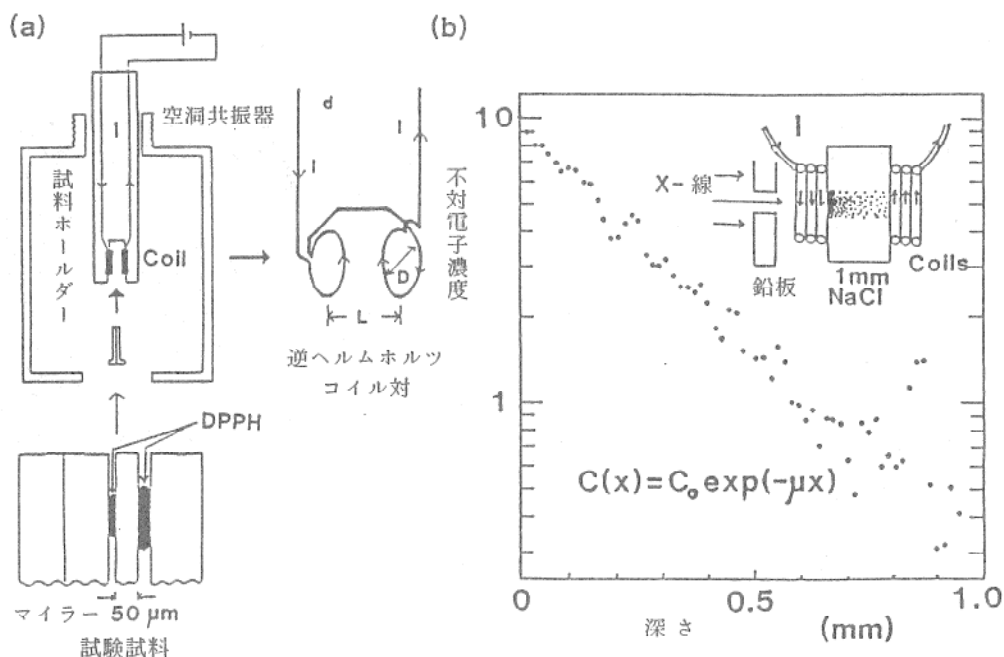 (a)
空洞共振器
I
試料ホールダー
Coil
d
I
I
D
L
逆ヘルムホルツ
コイル対
DPPH
マイラー 50 μm
試験試料
(b)
不対電子濃度
10
1
I
X-線
鉛板
1mm
NaCl
Coils
C(x)=C₀exp(-μx)
0
0.5
1.0
深さ
(mm)